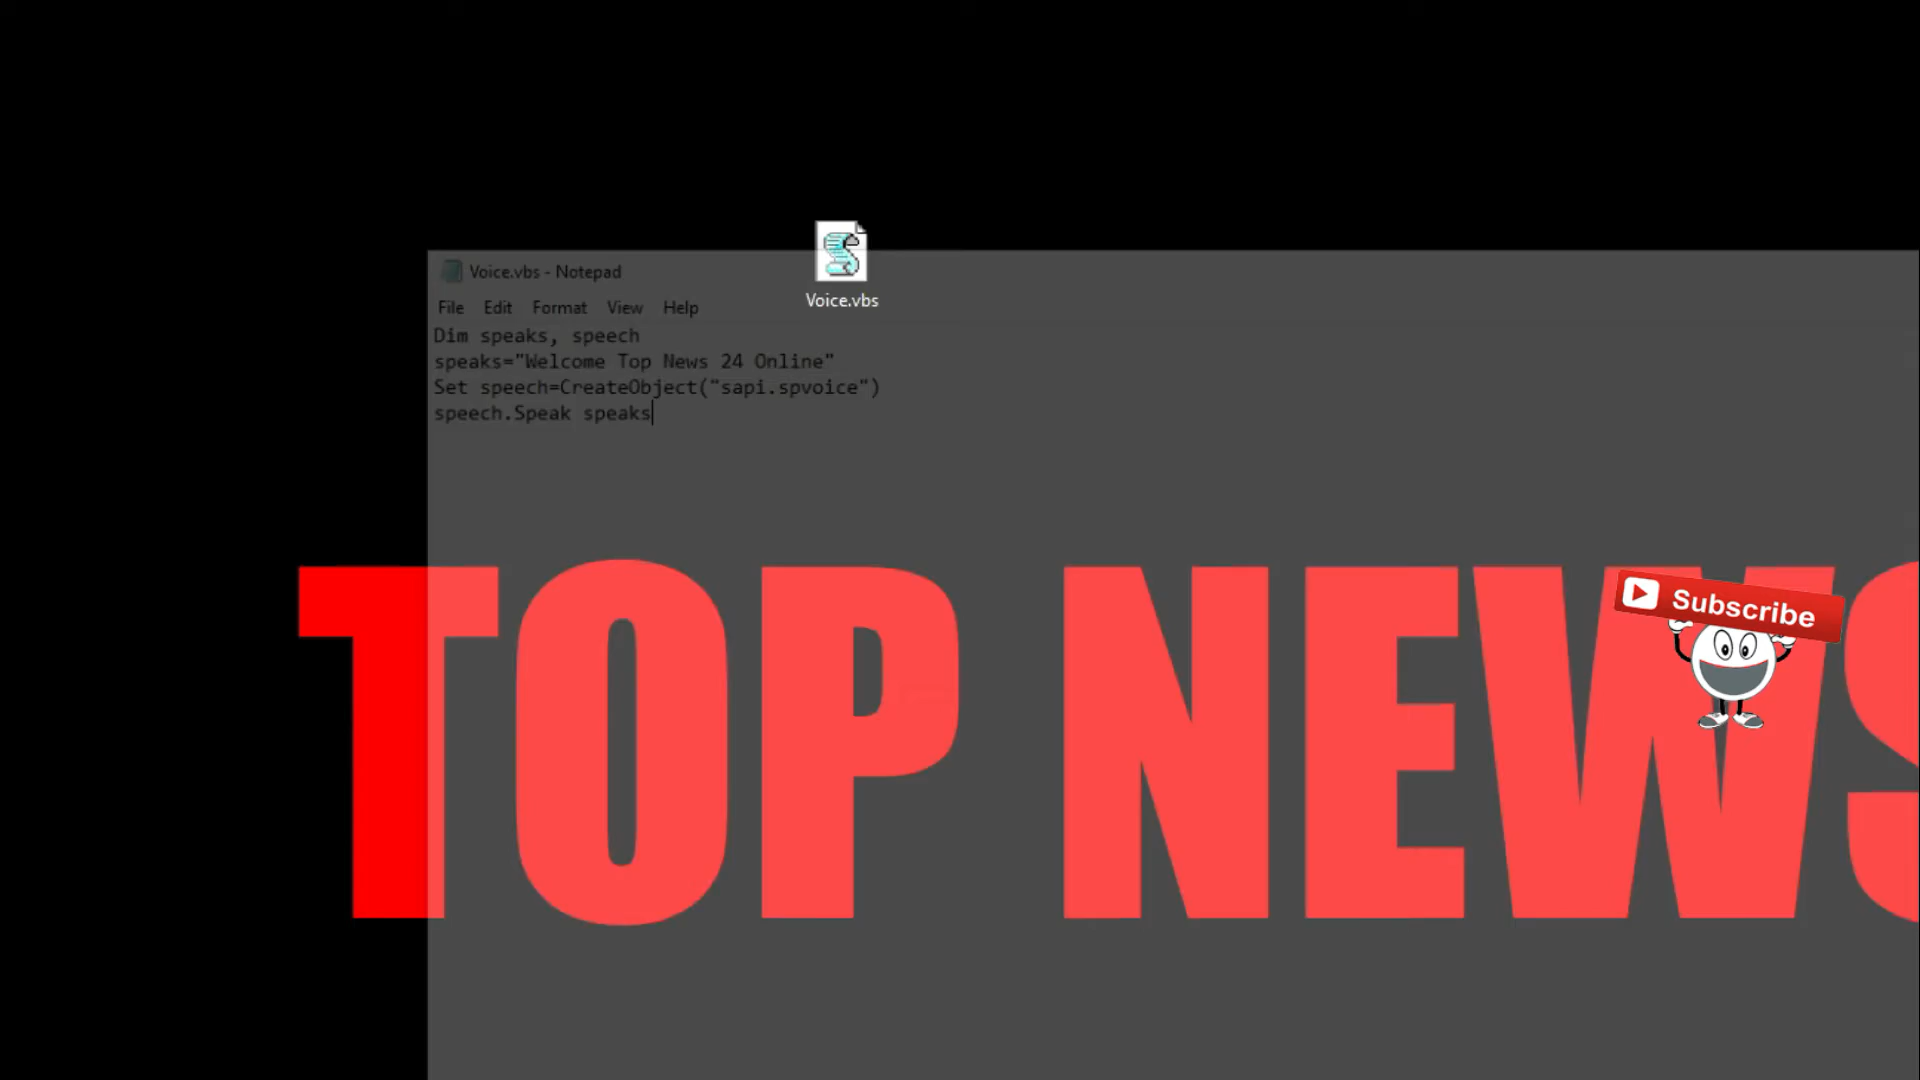 Voice.vbs
Voice.vbs - Notepad
File Edit Format View Help
Dim speaks, speech
speaks="Welcome Top News 24 Online"
Set speech=CreateObject("sapi.spvoice")
speech.Speak speaks
TOP NEWS
Subscribe